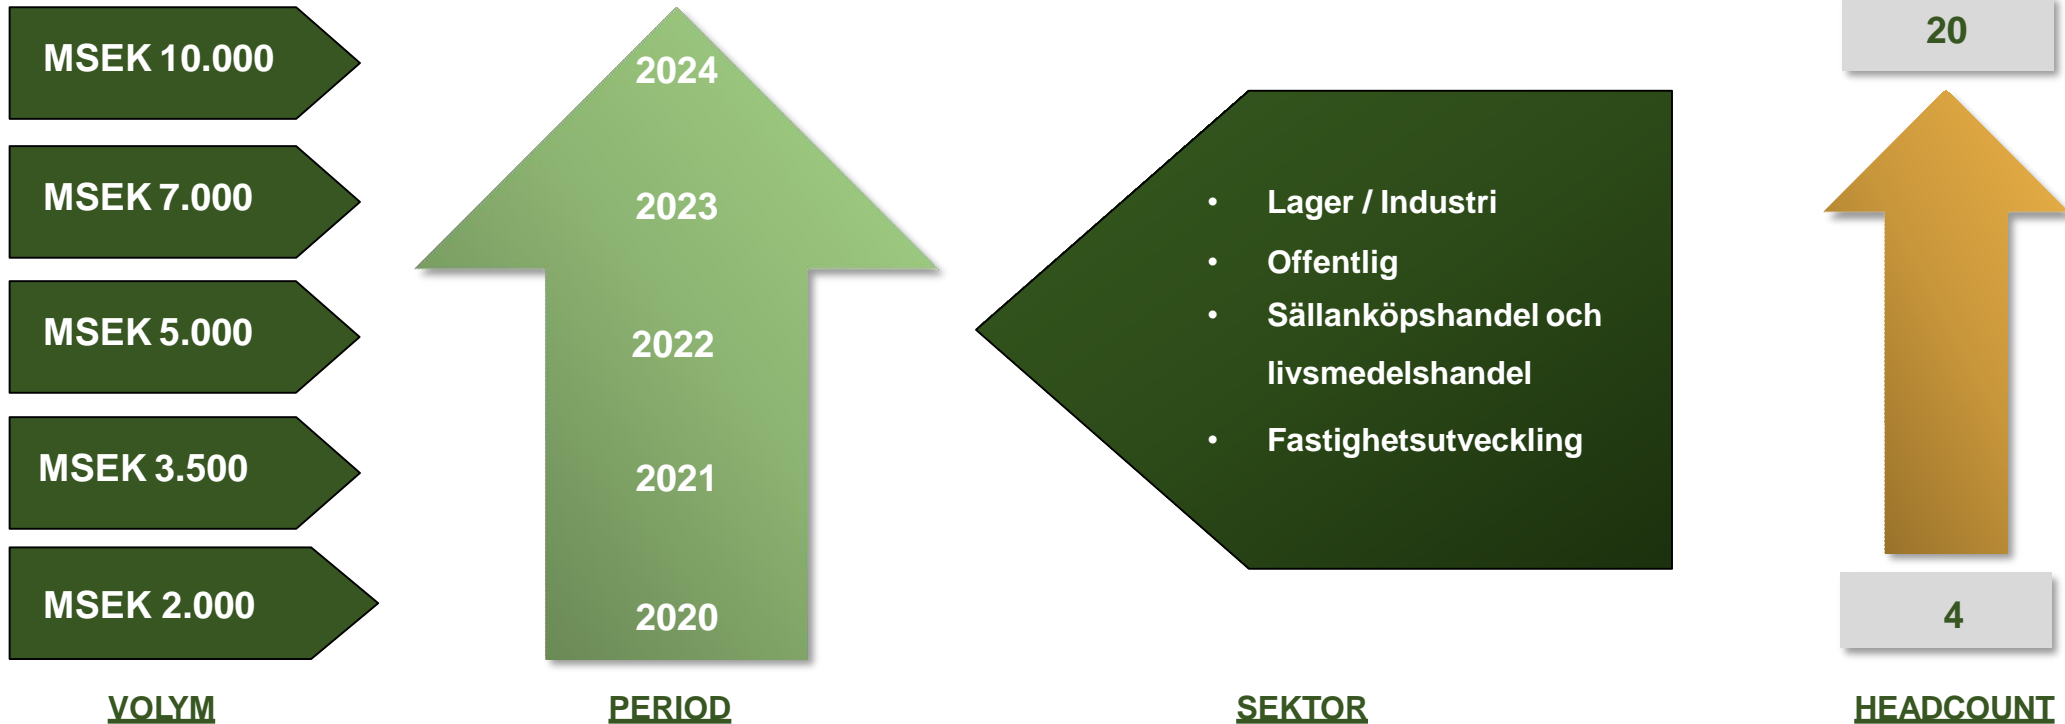 MSEK 10.000
MSEK 7.000
MSEK 5.000
MSEK 3.500
MSEK 2.000
VOLYM
2024
2023
2022
2021
2020
PERIOD
• Lager / Industri
• Offentlig
• Sällanköpshandel och
livsmedelshandel
• Fastighetsutveckling
SEKTOR
20
4
HEADCOUNT